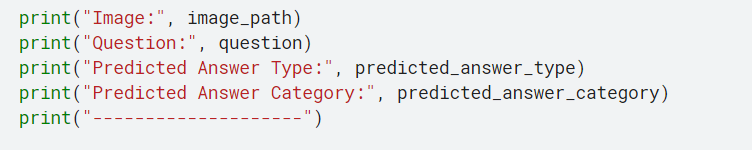 print("Image:", image_path)
print("Question:", question)
print("Predicted Answer Type:", predicted_answer_type)
print("Predicted Answer Category:", predicted_answer_category)
print("--------------------")